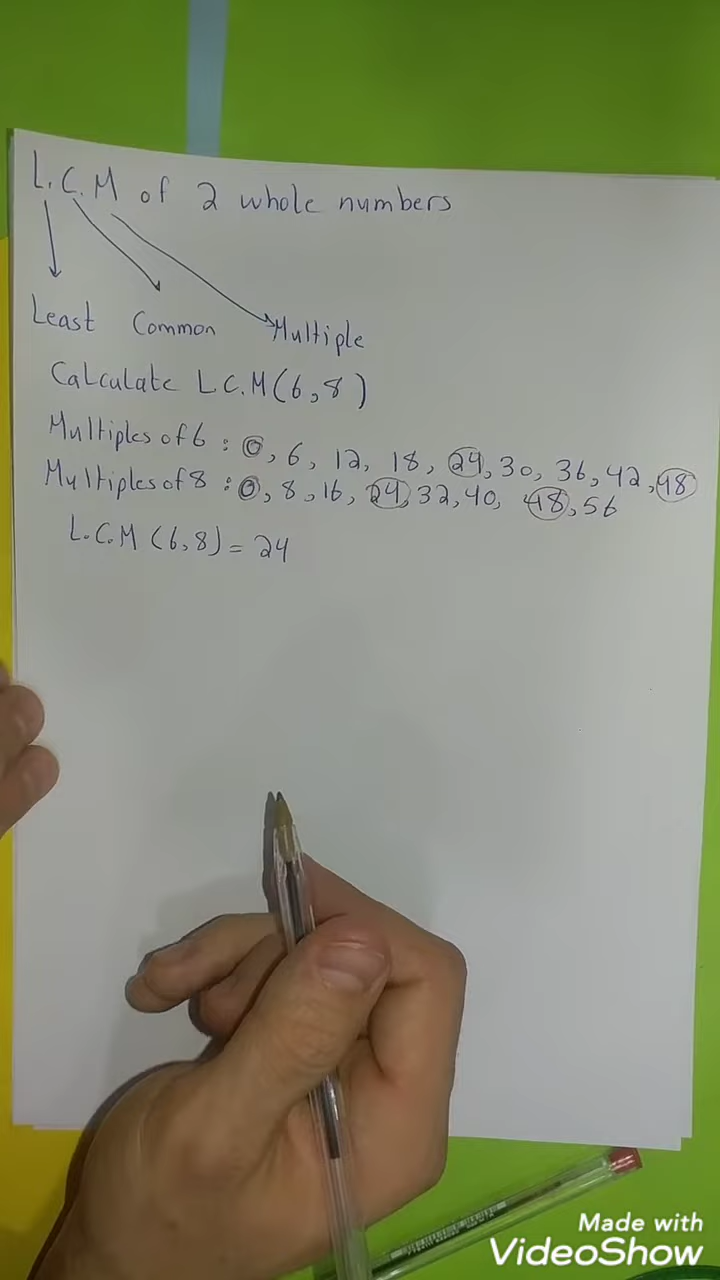 L.C.M of 2 whole numbers
Least Common Multiple
Calculate L.C.M(6,8)
Multiples of 6 : 0, 6, 12, 18, 24, 30, 36, 42, 48
Multiples of 8 : 0, 8, 16, 24, 32, 40, 48, 56
L.C.M (6,8) = 24
Made with
VideoShow